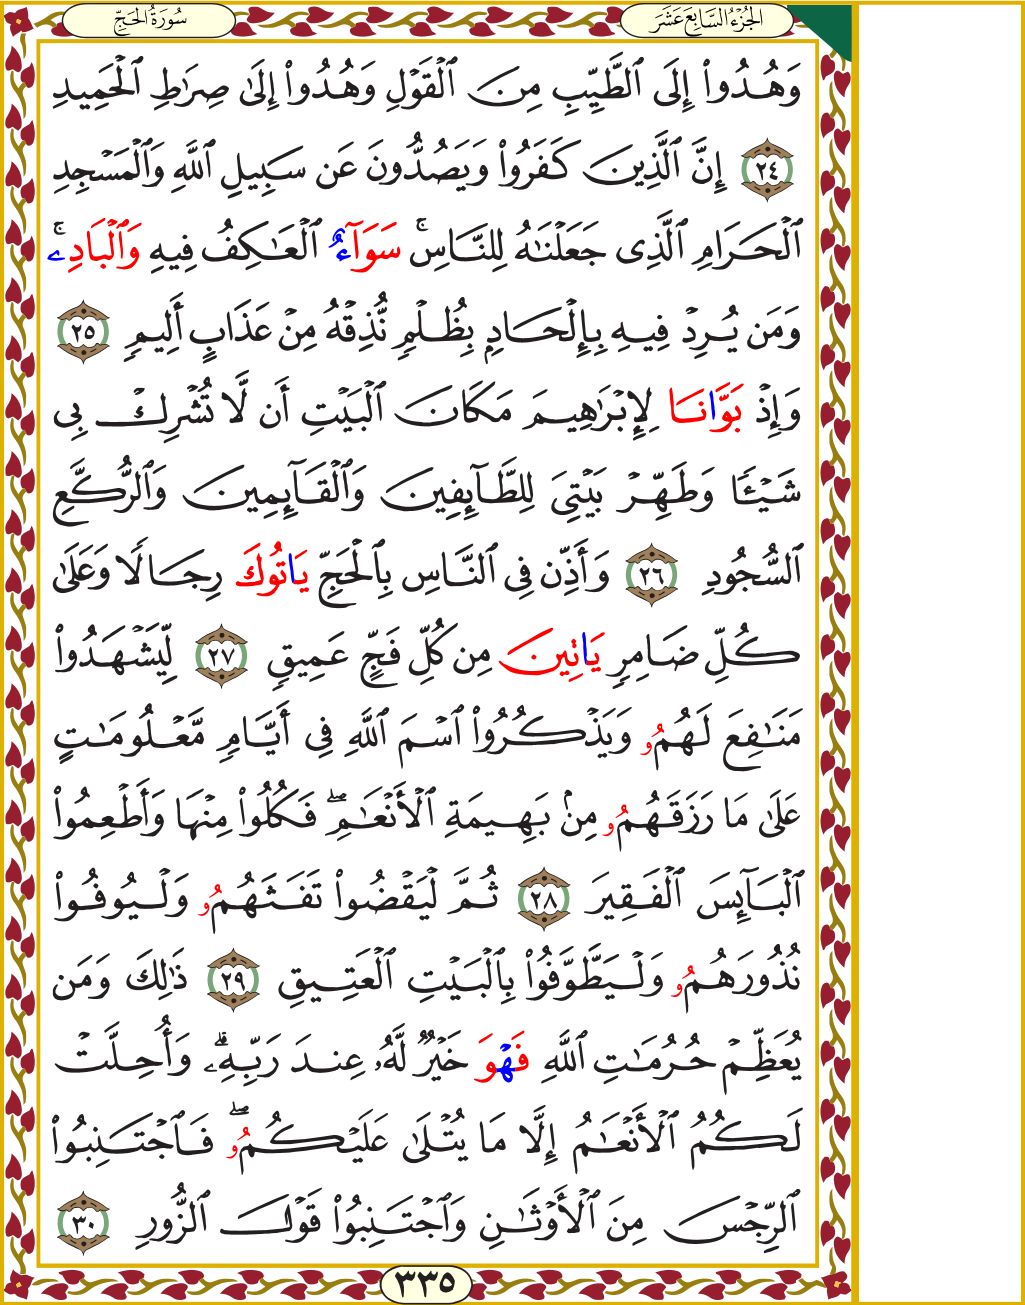 سُورَةُ الحَجِّ
الجُزْءُ السَّابِعَ عَشَرَ
وَهُدُوٓاْ إِلَى ٱلطَّيِّبِ مِنَ ٱلْقَوْلِ وَهُدُوٓاْ إِلَىٰ صِرَٰطِ ٱلْحَمِيدِ
٢٤ إِنَّ ٱلَّذِينَ كَفَرُواْ وَيَصُدُّونَ عَن سَبِيلِ ٱللَّهِ وَٱلْمَسْجِدِ
ٱلْحَرَامِ ٱلَّذِى جَعَلْنَٰهُ لِلنَّاسِ ۚ سَوَآءٌ ٱلْعَٰكِفُ فِيهِ وَٱلْبَادِۦ ۚ
وَمَن يُرِدْ فِيهِ بِإِلْحَادِۭ بِظُلْمٖ نُّذِقْهُ مِنْ عَذَابٍ أَلِيمٖ ٢٥
وَإِذْ بَوَّانَا لِإِبْرَٰهِيمَ مَكَانَ ٱلْبَيْتِ أَن لَّا تُشْرِكْ بِى
شَيْـًٔا وَطَهِّرْ بَيْتِىَ لِلطَّآئِفِينَ وَٱلْقَآئِمِينَ وَٱلرُّكَّعِ
ٱلسُّجُودِ ٢٦ وَأَذِّن فِى ٱلنَّاسِ بِٱلْحَجِّ يَاتُوكَ رِجَالًا وَعَلَىٰ
كُلِّ ضَامِرٖ يَاتِينَ مِن كُلِّ فَجٍّ عَمِيقٖ ٢٧ لِّيَشْهَدُواْ
مَنَٰفِعَ لَهُمُۥ وَيَذْكُرُواْ ٱسْمَ ٱللَّهِ فِىٓ أَيَّامٖ مَّعْلُومَٰتٍ
عَلَىٰ مَا رَزَقَهُمُۥ مِنۢ بَهِيمَةِ ٱلْأَنْعَٰمِ ۖ فَكُلُواْ مِنْهَا وَأَطْعِمُواْ
ٱلْبَآئِسَ ٱلْفَقِيرَ ٢٨ ثُمَّ لْيَقْضُواْ تَفَثَهُمُۥ وَلْيُوفُواْ
نُذُورَهُمُۥ وَلْيَطَّوَّفُواْ بِٱلْبَيْتِ ٱلْعَتِيقِ ٢٩ ذَٰلِكَ وَمَن
يُعَظِّمْ حُرُمَٰتِ ٱللَّهِ فَهْوَ خَيْرٌ لَّهُۥ عِندَ رَبِّهِۦ ۗ وَأُحِلَّتْ
لَكُمُ ٱلْأَنْعَٰمُ إِلَّا مَا يُتْلَىٰ عَلَيْكُمُۥ ۖ فَٱجْتَنِبُواْ
ٱلرِّجْسَ مِنَ ٱلْأَوْثَٰنِ وَٱجْتَنِبُواْ قَوْلَ ٱلزُّورِ ٣٠
٣٣٥